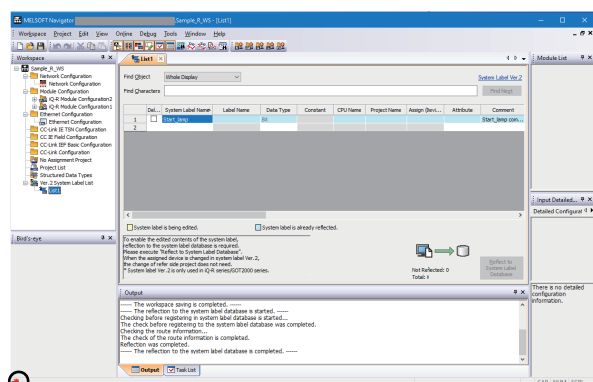 MELSOFT Navigator
Sample_R_WS - [List1]
Workspace Project Edit View Online Debug Tools Window Help
Workspace
List1
Module List
Sample_R_WS
Network Configuration
Network Configuration
Module Configuration
iQ-R Module Configuration2
iQ-R Module Configuration1
Ethernet Configuration
Ethernet Configuration
CC-Link IE TSN Configuration
CC IE Field Configuration
CC-Link IEF Basic Configuration
CC-Link Configuration
No Assignment Project
Project List
Structured Data Types
Ver.2 System Label List
List1
Find Object
Whole Display
System Label Ver.2
Find Characters
Find Next
Del... System Label Name Label Name Data Type Constant CPU Name Project Name Assign (Devi... Attribute Comment
1 Start_lamp Bit Start_lamp com...
2
Input Detailed...
Detailed Configurat
System label is being edited.
System label is already reflected.
Bird's-eye
To enable the edited contents of the system label,
reflection to the system label database is required.
Please execute "Reflect to System Label Database".
When the assigned device is changed in system label Ver.2,
the change of refer side project does not need.
* System label Ver.2 is only used in iQ-R series/GOT2000 series.
Not Reflected: 0
Total:
Reflect to
System Label
Database
There is no detailed
configuration
information.
Output
----- The workspace saving is completed. -----
----- The reflection to the system label database is started. -----
Checking before registering in system label database is started...
The check before registering to the system label database was completed.
Checking the route information...
The check of the route information is completed.
Reflection was completed.
----- The reflection to the system label database is completed. -----
Output
Task List
CAP NUM SCRL